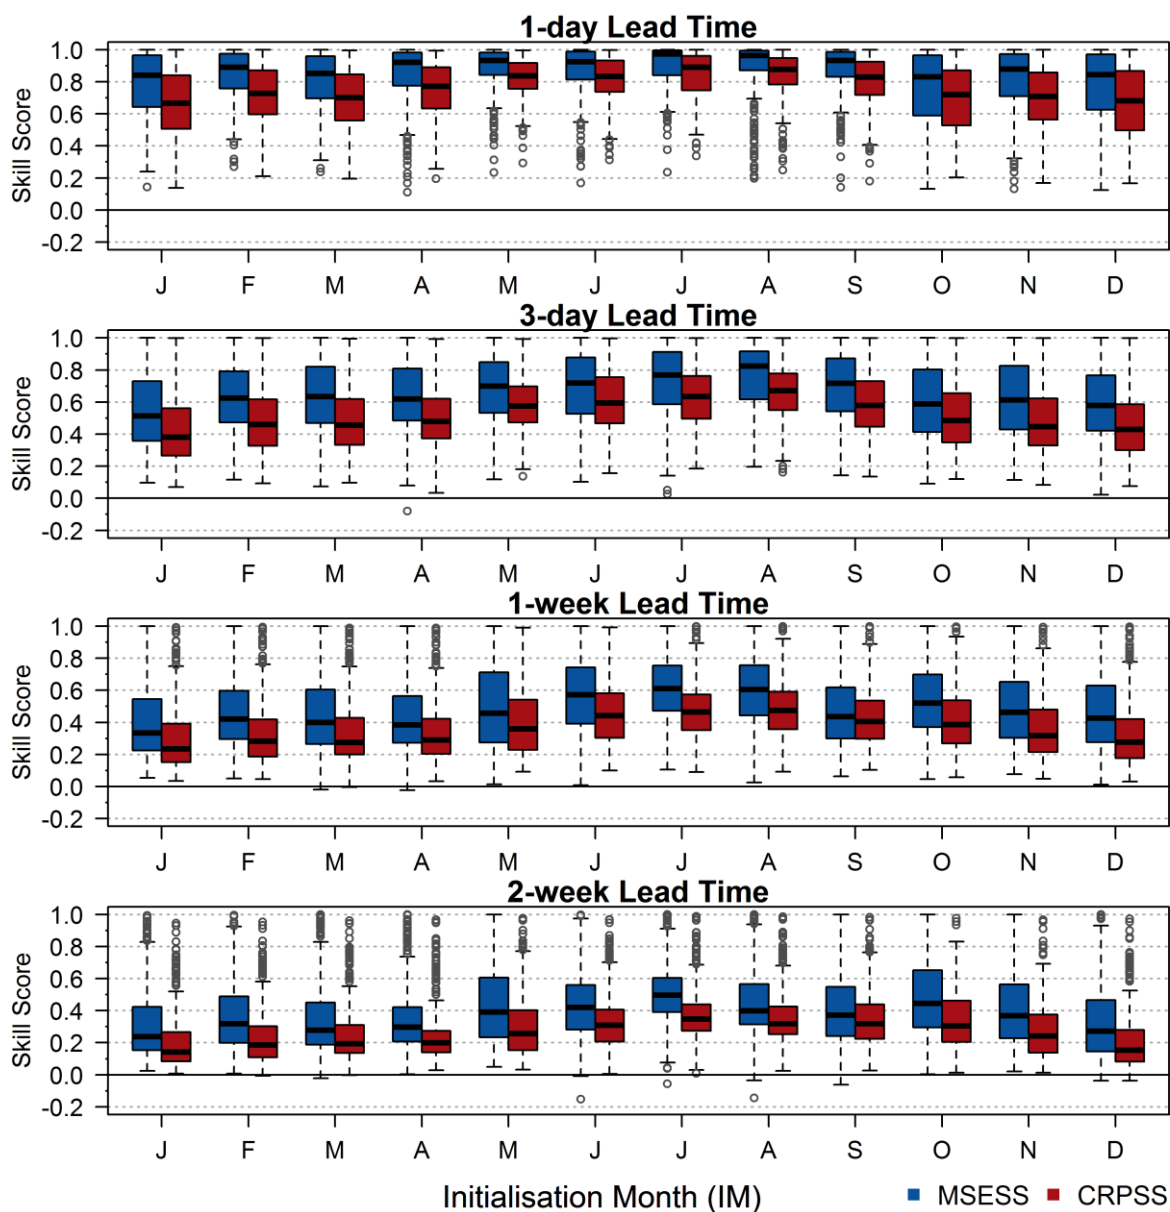 1-day Lead Time
Skill Score
1.0
0.8
0.6
0.4
0.2
0.0
-0.2
J F M A M J J A S O N D
3-day Lead Time
Skill Score
1.0
0.8
0.6
0.4
0.2
0.0
-0.2
J F M A M J J A S O N D
1-week Lead Time
Skill Score
1.0
0.8
0.6
0.4
0.2
0.0
-0.2
J F M A M J J A S O N D
2-week Lead Time
Skill Score
1.0
0.8
0.6
0.4
0.2
0.0
-0.2
J F M A M J J A S O N D
Initialisation Month (IM)
MSESS CRPSS